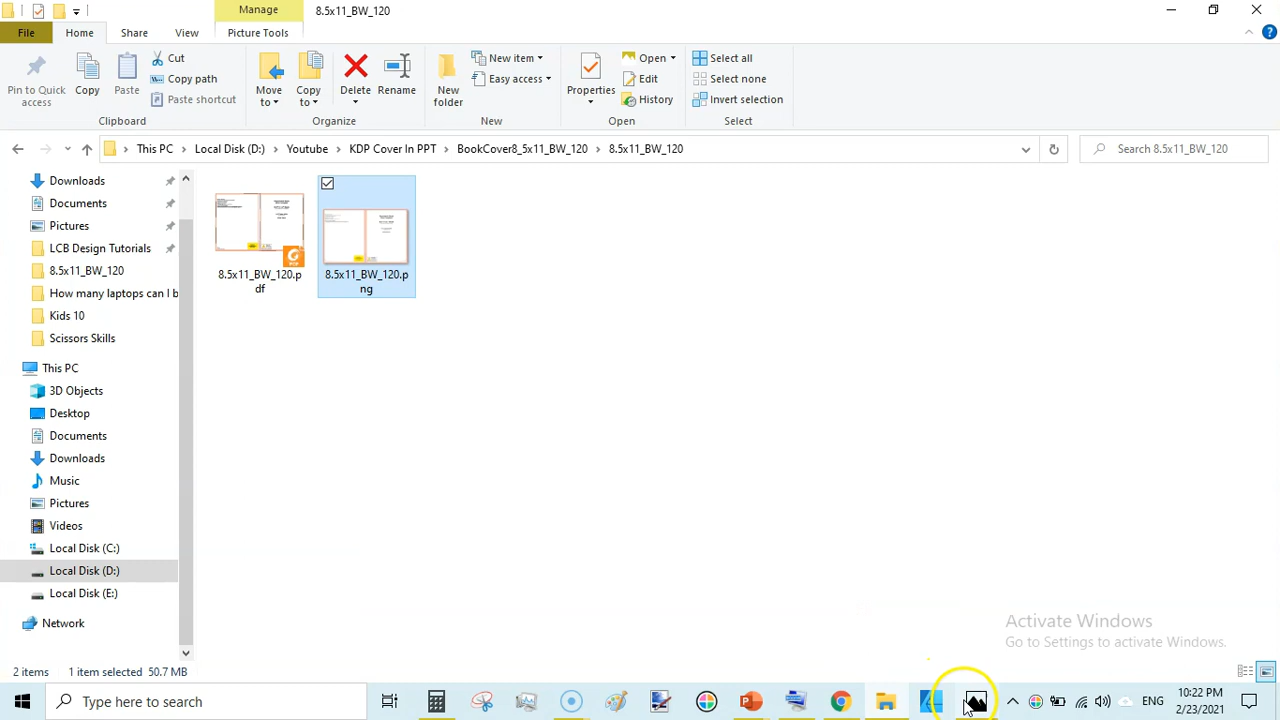 Manage
8.5x11_BW_120
File
Home
Share
View
Picture Tools
Pin to Quick access
Copy
Paste
Cut
Copy path
Paste shortcut
Clipboard
Move to
Copy to
Delete
Rename
Organize
New folder
New item
Easy access
New
Properties
Open
Edit
History
Open
Select all
Select none
Invert selection
Select
This PC
Local Disk (D:)
Youtube
KDP Cover In PPT
BookCover8_5x11_BW_120
8.5x11_BW_120
Search 8.5x11_BW_120
Downloads
Documents
Pictures
LCB Design Tutorials
8.5x11_BW_120
How many laptops can I b
Kids 10
Scissors Skills
This PC
3D Objects
Desktop
Documents
Downloads
Music
Pictures
Videos
Local Disk (C:)
Local Disk (D:)
Local Disk (E:)
Network
8.5x11_BW_120.p
df
8.5x11_BW_120.p
ng
Activate Windows
Go to Settings to activate Windows.
2 items
1 item selected 50.7 MB
Type here to search
ENG
10:22 PM
2/23/2021